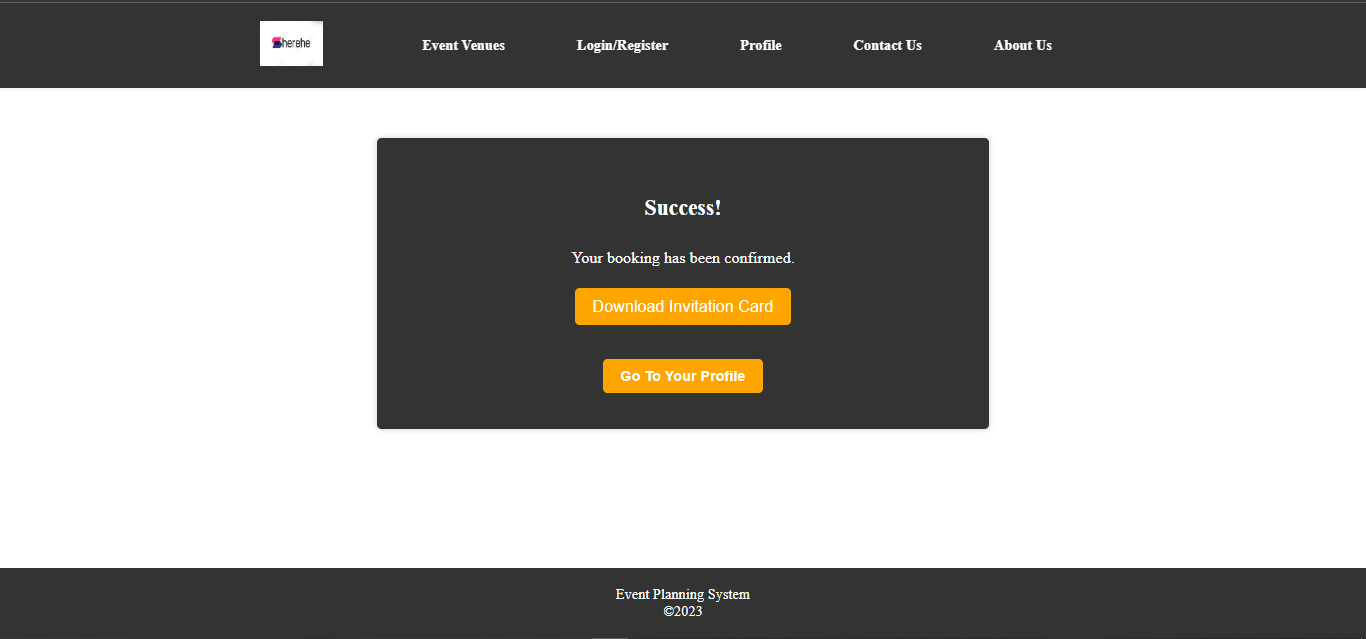 Sherehe
Event Venues
Login/Register
Profile
Contact Us
About Us
Success!
Your booking has been confirmed.
Download Invitation Card
Go To Your Profile
Event Planning System
©2023